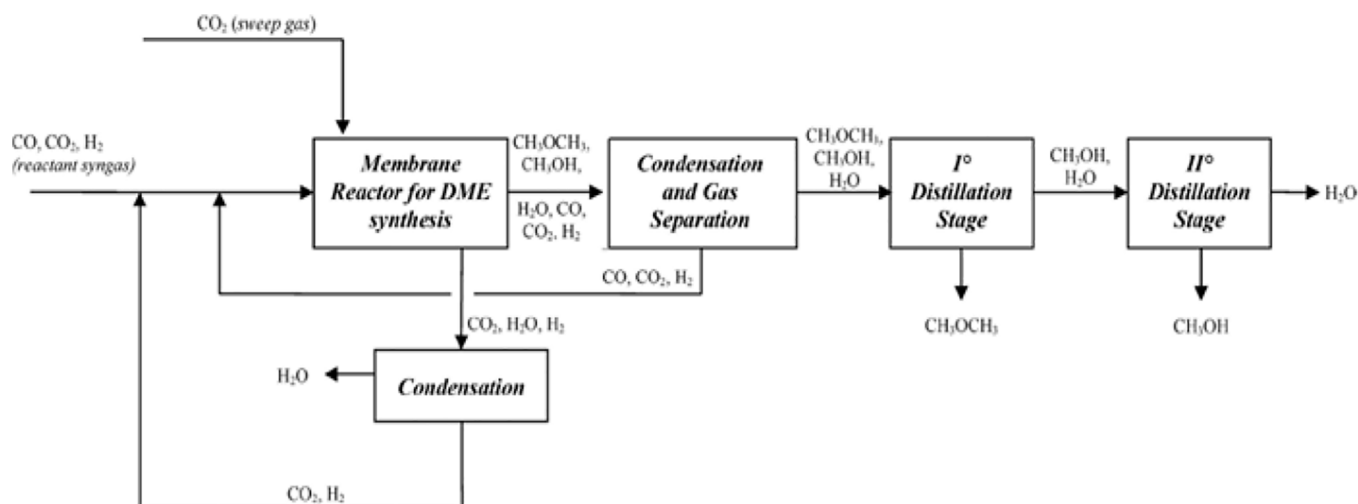 CO₂ (sweep gas)
CO, CO₂, H₂
(reactant syngas)
Membrane
Reactor for DME
synthesis
CH₃OCH₃,
CH₃OH,
H₂O, CO,
CO₂, H₂
Condensation
and Gas
Separation
CH₃OCH₃,
CH₃OH,
H₂O
I°
Distillation
Stage
CH₃OH,
H₂O
II°
Distillation
Stage
H₂O
CO, CO₂, H₂
CH₃OCH₃
CH₃OH
CO₂, H₂O, H₂
H₂O
Condensation
CO₂, H₂